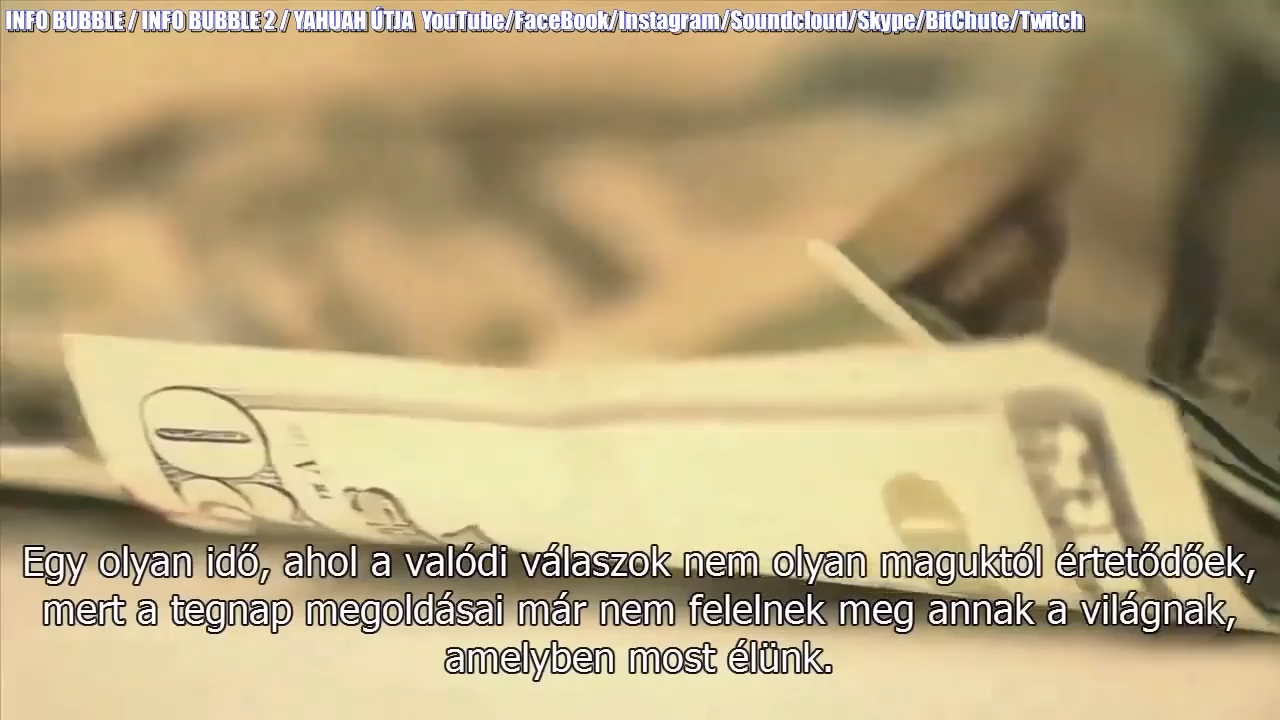 INFO BUBBLE / INFO BUBBLE 2 / YAHUAH ÚTJA YouTube/FaceBook/Instagram/Soundcloud/Skype/BitChute/Twitch
Egy olyan idő, ahol a valódi válaszok nem olyan maguktól értetődőek,
mert a tegnap megoldásai már nem felelnek meg annak a világnak,
amelyben most élünk.